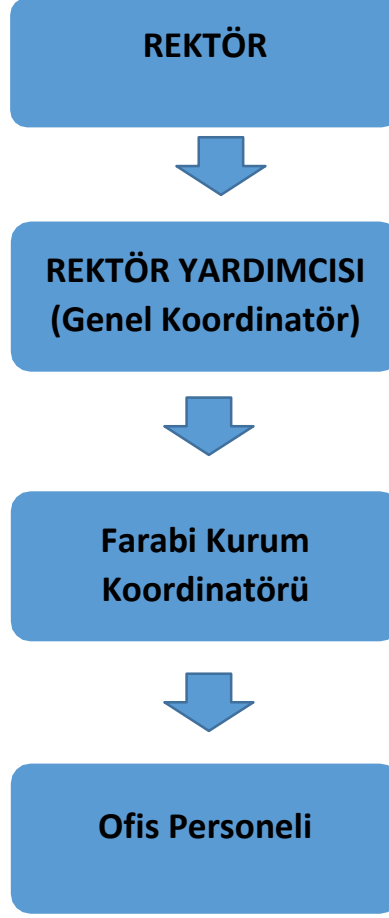 REKTÖR
REKTÖR YARDIMCISI
(Genel Koordinatör)
Farabi Kurum
Koordinatörü
Ofis Personeli